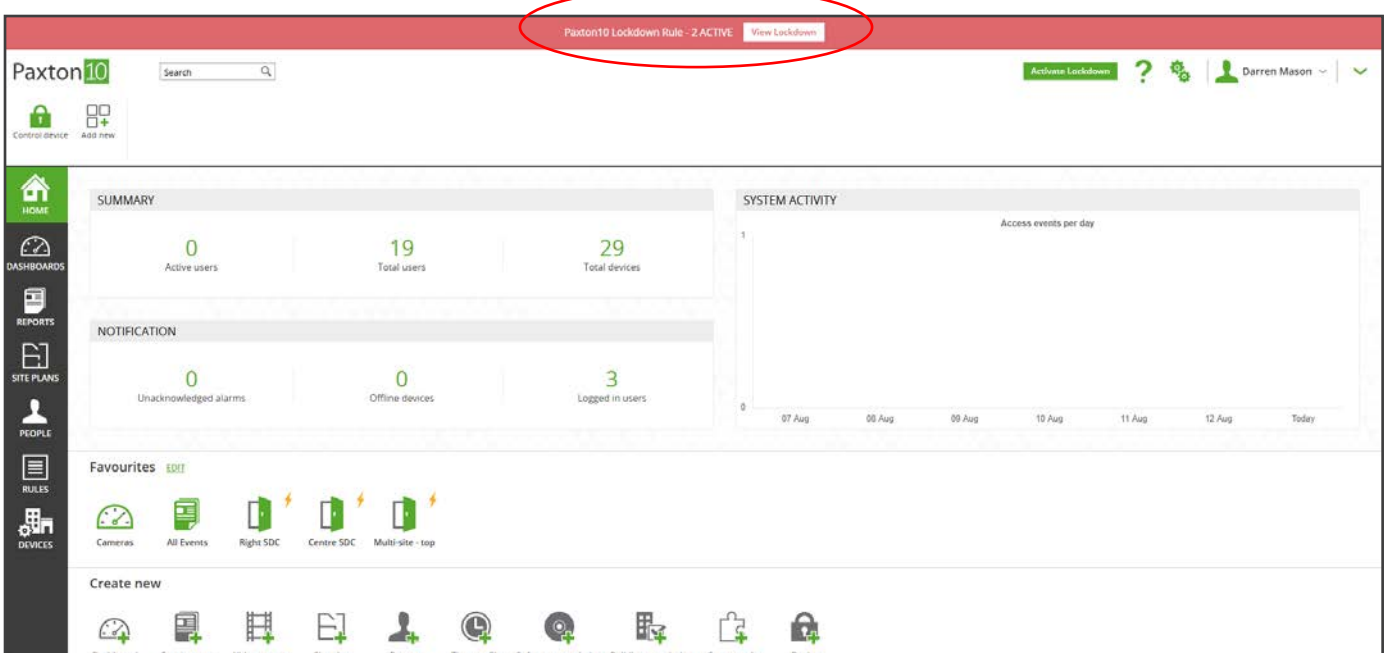 Paxton10 Lockdown Rule - 2 ACTIVE View Lockdown
Paxton10
Search
Activate Lockdown ? Darren Mason
Control device Add new
HOME
DASHBOARDS
REPORTS
SITE PLANS
PEOPLE
RULES
DEVICES
SUMMARY
0 19 29
Active users Total users Total devices
NOTIFICATION
0 0 3
Unacknowledged alarms Offline devices Logged in users
SYSTEM ACTIVITY
Access events per day
1
0
07 Aug 08 Aug 09 Aug 10 Aug 11 Aug 12 Aug Today
Favourites EDIT
Cameras All Events Right SDC Centre SDC Multi-site - top
Create new